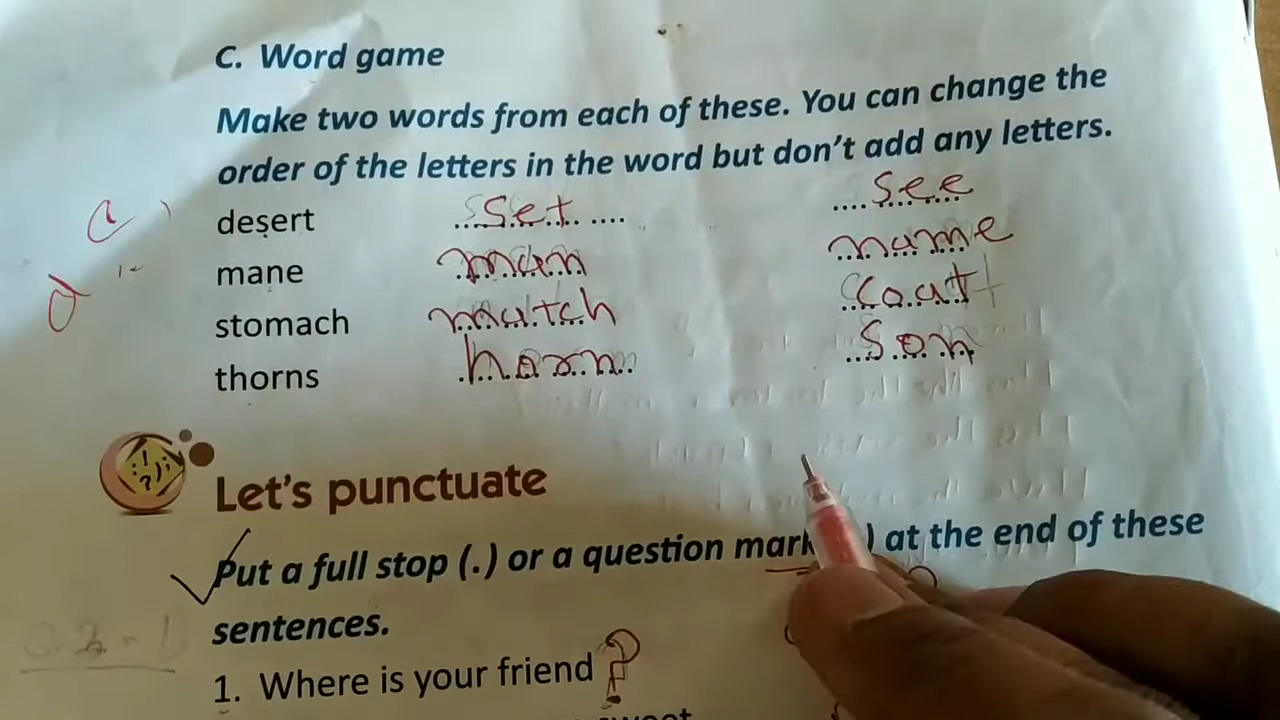 C. Word game
Make two words from each of these. You can change the
order of the letters in the word but don't add any letters.
desert set see
mane man name
stomach match coat
thorns horn son
Let's punctuate
Put a full stop (.) or a question mark ) at the end of these
sentences.
1. Where is your friend ?